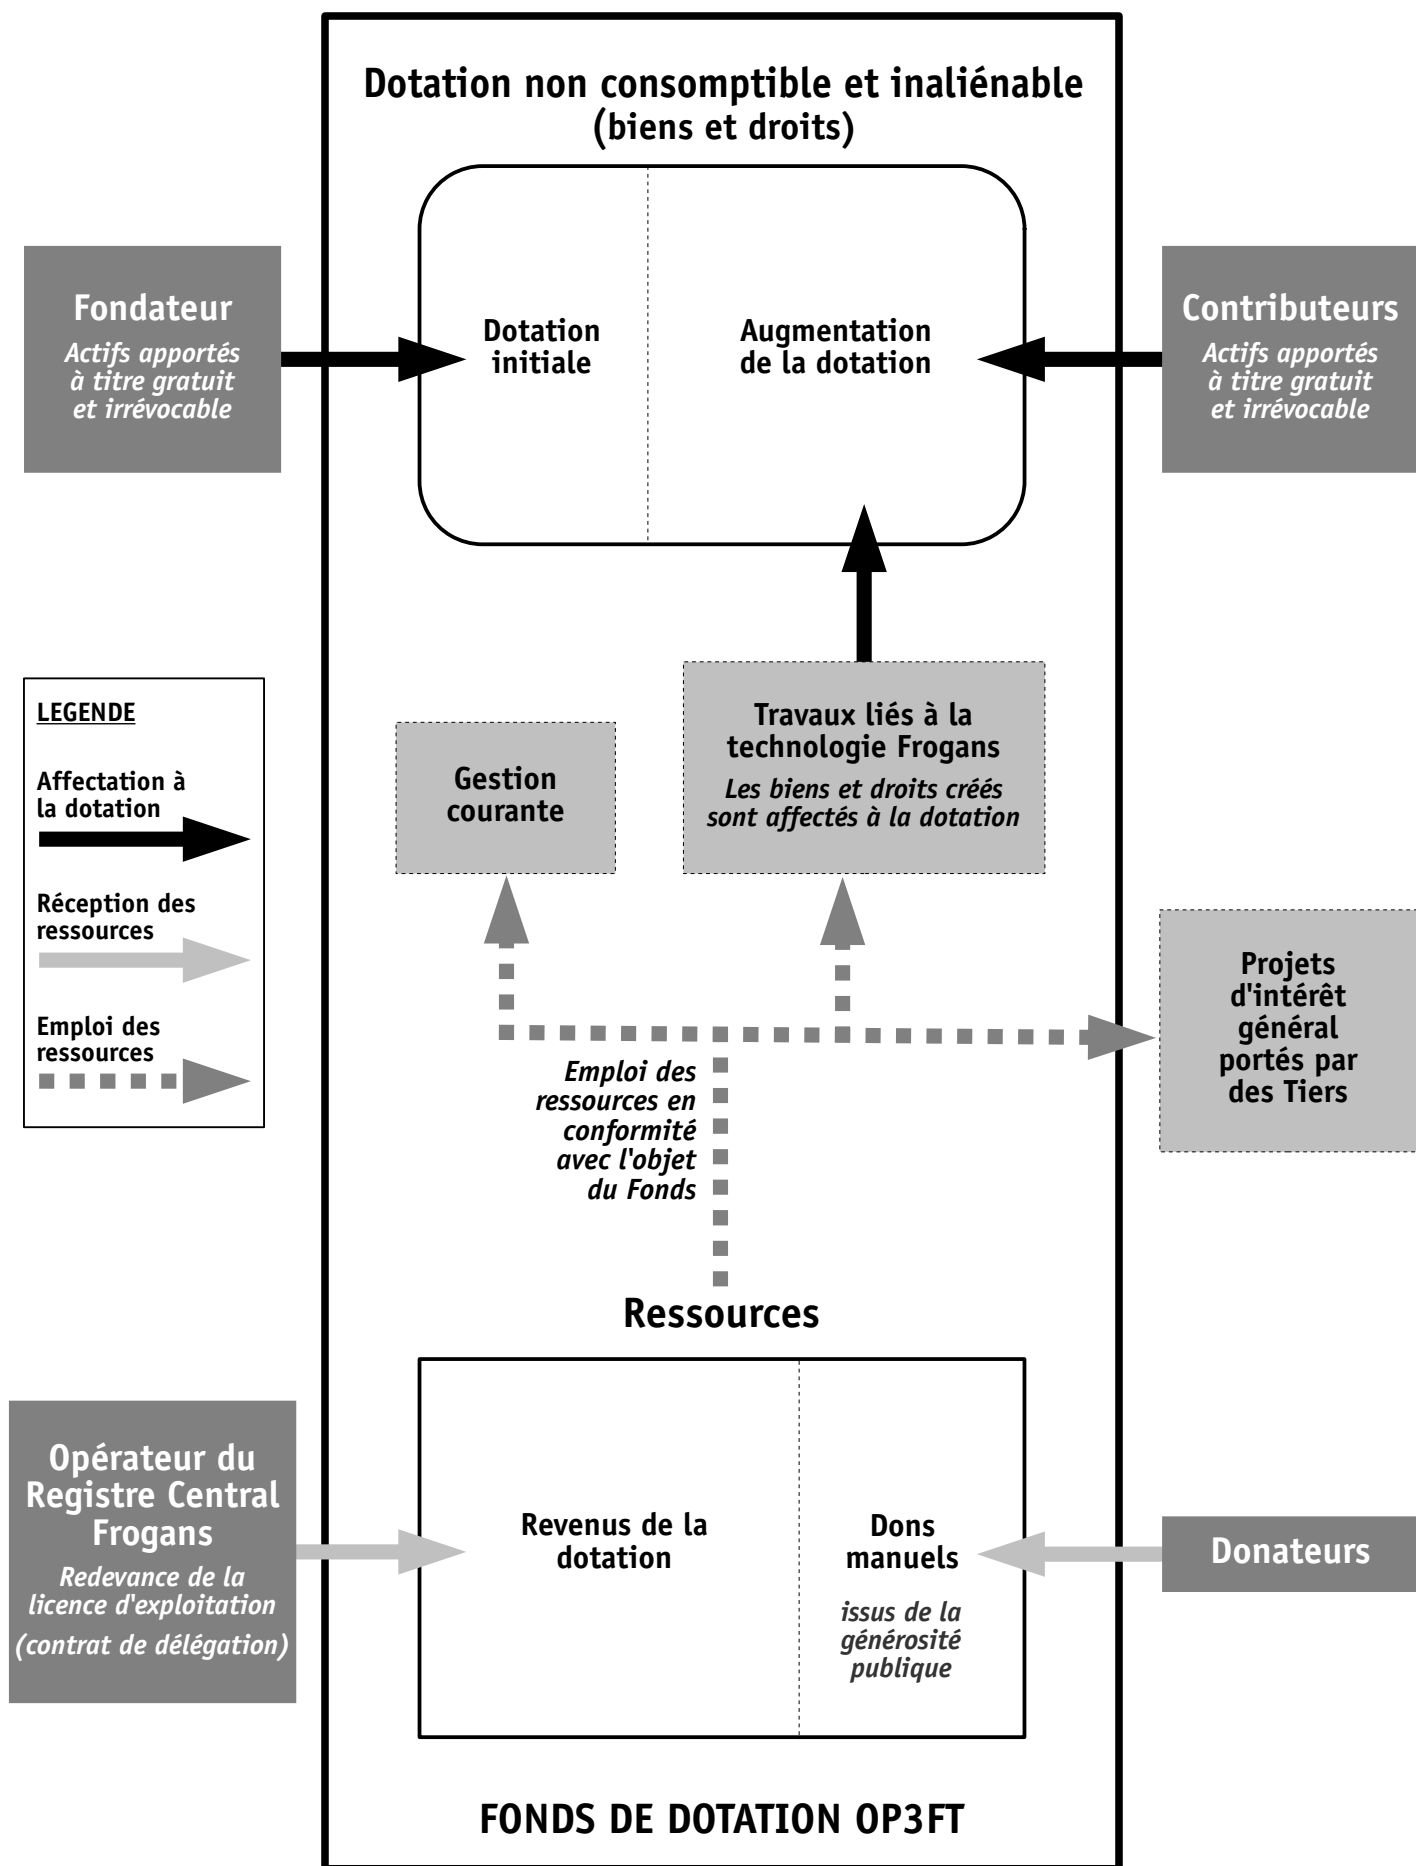 Dotation non consomptible et inaliénable
(biens et droits)
Fondateur
Actifs apportés
à titre gratuit
et irrévocable
Dotation
initiale
Augmentation
de la dotation
Contributeurs
Actifs apportés
à titre gratuit
et irrévocable
LEGENDE
Affectation à
la dotation
Réception des
ressources
Emploi des
ressources
Gestion
courante
Travaux liés à la
technologie Frogans
Les biens et droits créés
sont affectés à la dotation
Projets
d'intérêt
général
portés par
des Tiers
Emploi des
ressources en
conformité
avec l'objet
du Fonds
Ressources
Opérateur du
Registre Central
Frogans
Redevance de la
licence d'exploitation
(contrat de délégation)
Revenus de la
dotation
Dons
manuels
issus de la
générosité
publique
Donateurs
FONDS DE DOTATION OP3FT